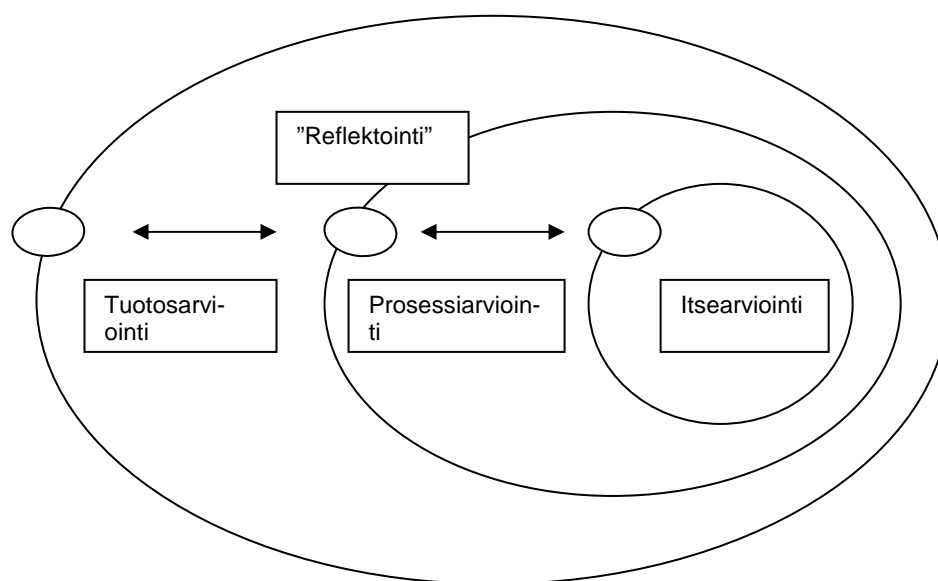 ”Reflektointi”
Tuotosarvi-
ointi
Prosessiarvioin-
ti
Itsearviointi